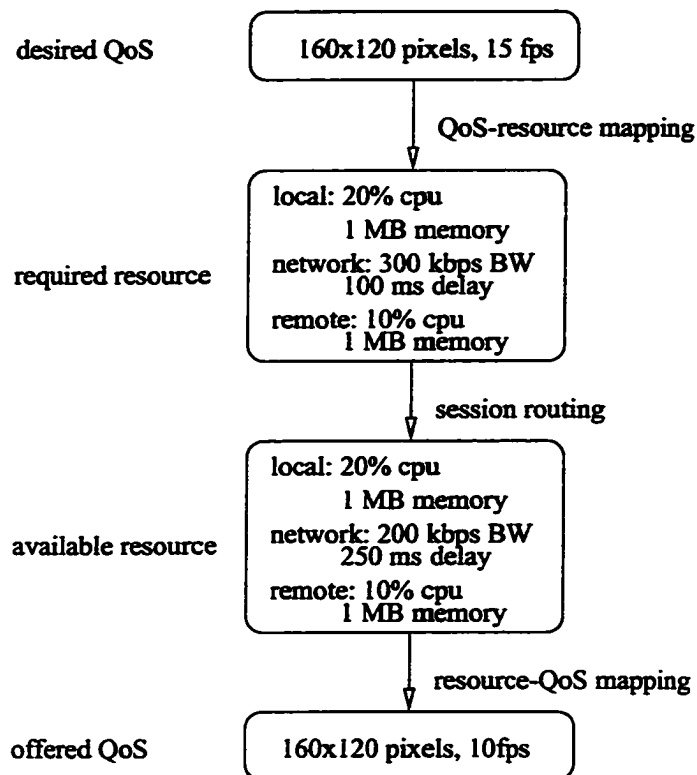 desired QoS
160x120 pixels, 15 fps
QoS-resource mapping
required resource
local: 20% cpu
1 MB memory
network: 300 kbps BW
100 ms delay
remote: 10% cpu
1 MB memory
session routing
available resource
local: 20% cpu
1 MB memory
network: 200 kbps BW
250 ms delay
remote: 10% cpu
1 MB memory
resource-QoS mapping
offered QoS
160x120 pixels, 10fps